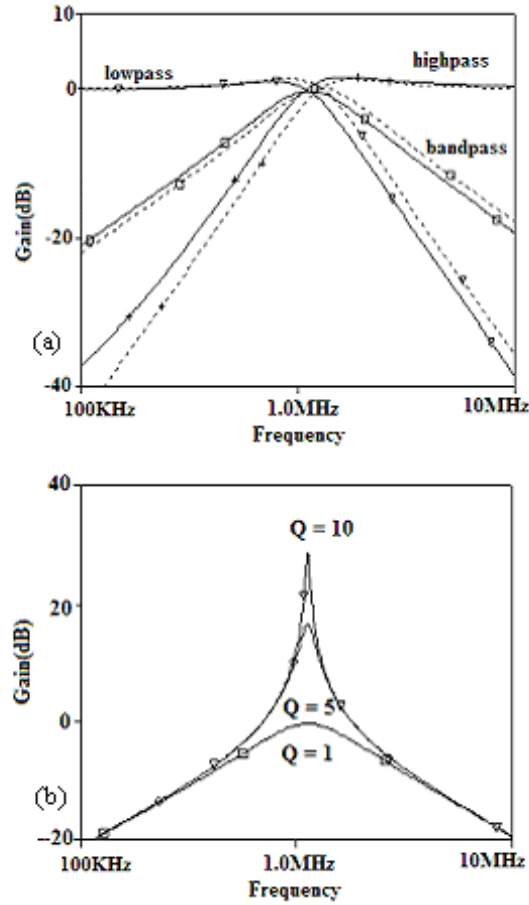 10
lowpass
highpass
0
bandpass
Gain(dB)
-20
(a)
-40
100KHz
1.0MHz
10MHz
Frequency
40
Q = 10
20
Gain(dB)
Q = 5
0
Q = 1
(b)
--20
100KHz
1.0MHz
10MHz
Frequency